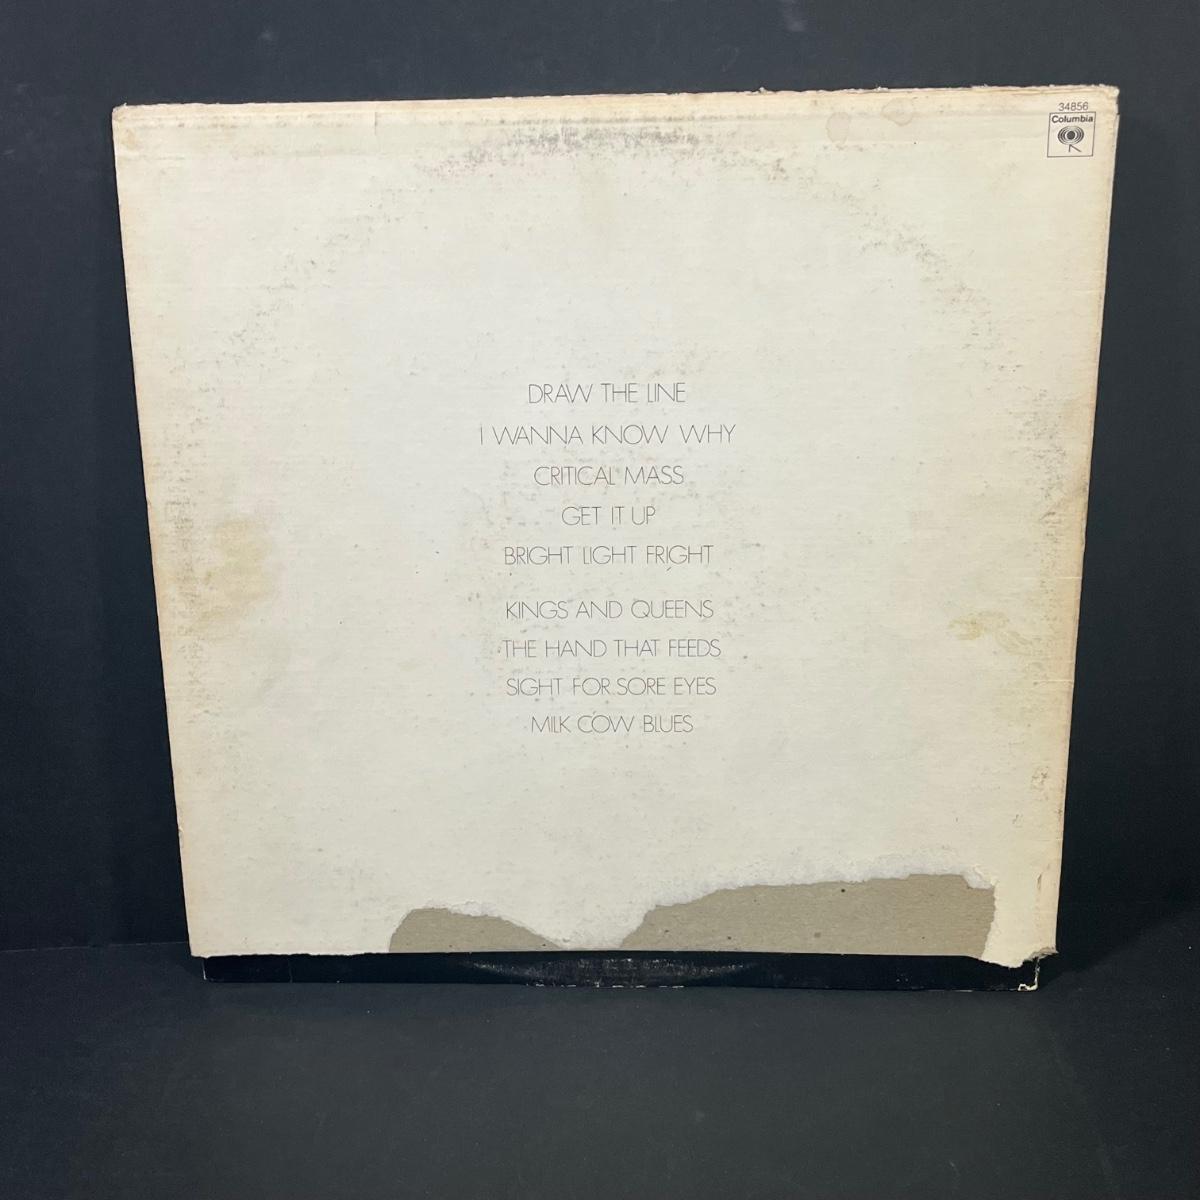 34856
Columbia
DRAW THE LINE
I WANNA KNOW WHY
CRITICAL MASS
GET IT UP
BRIGHT LIGHT FRIGHT
KINGS AND QUEENS
THE HAND THAT FEEDS
SIGHT FOR SORE EYES
MILK COW BLUES